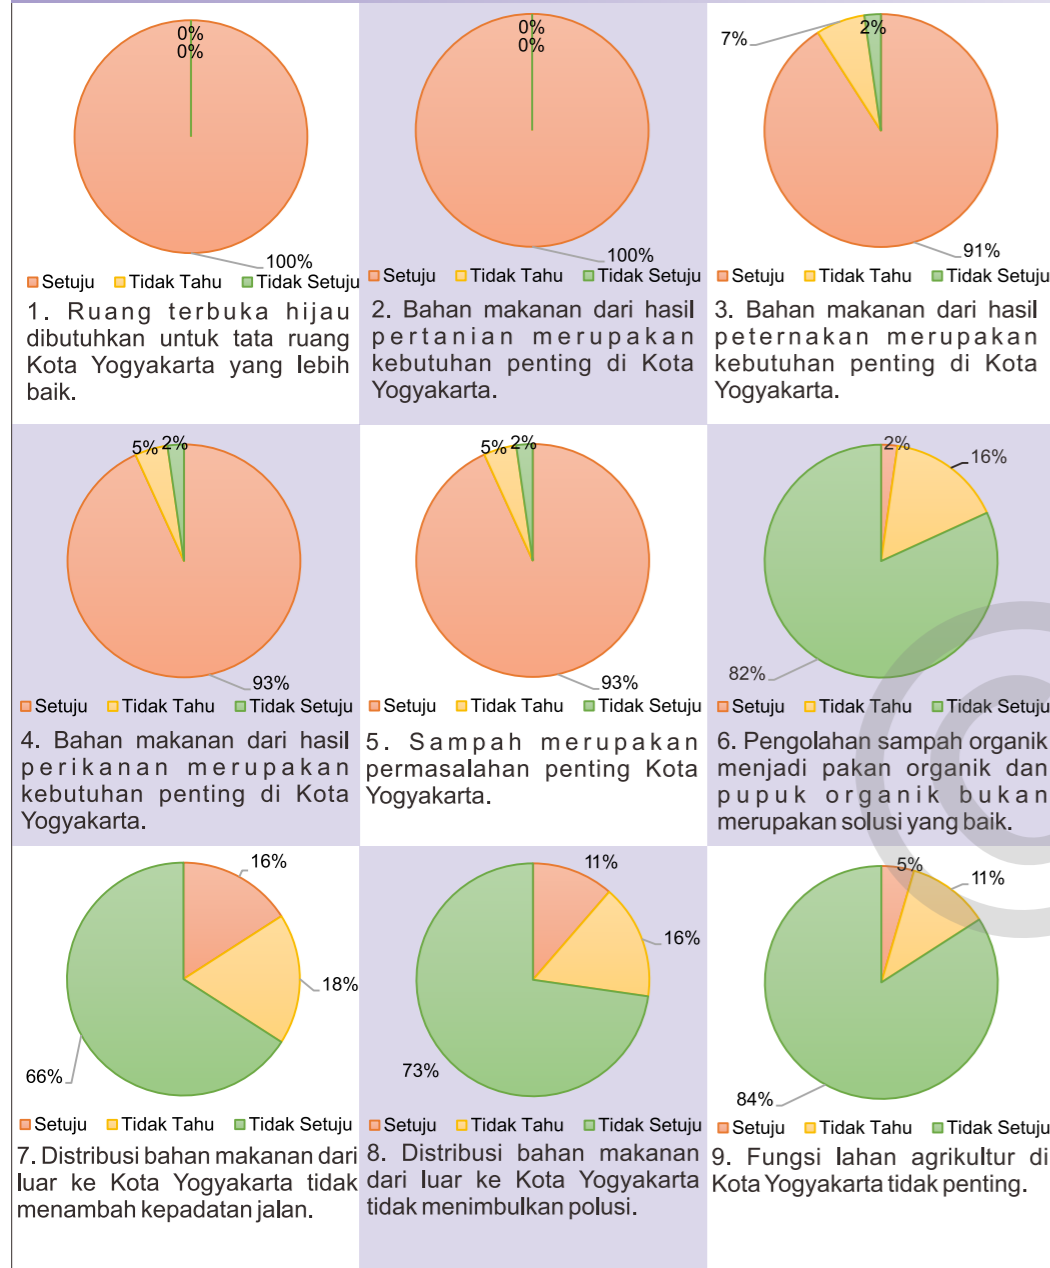 0%
0%
100%
Setuju Tidak Tahu Tidak Setuju
1. Ruang terbuka hijau
dibutuhkan untuk tata ruang
Kota Yogyakarta yang lebih
baik.
0%
0%
100%
Setuju Tidak Tahu Tidak Setuju
2. Bahan makanan dari hasil
pertanian merupakan
kebutuhan penting di Kota
Yogyakarta.
7%
2%
91%
Setuju Tidak Tahu Tidak Setuju
3. Bahan makanan dari hasil
peternakan merupakan
kebutuhan penting di Kota
Yogyakarta.
5% 2%
93%
Setuju Tidak Tahu Tidak Setuju
4. Bahan makanan dari hasil
perikanan merupakan
kebutuhan penting di Kota
Yogyakarta.
5% 2%
93%
Setuju Tidak Tahu Tidak Setuju
5. Sampah merupakan
permasalahan penting Kota
Yogyakarta.
2%
16%
82%
Setuju Tidak Tahu Tidak Setuju
6. Pengolahan sampah organik
menjadi pakan organik dan
pupuk organik bukan
merupakan solusi yang baik.
16%
18%
66%
Setuju Tidak Tahu Tidak Setuju
7. Distribusi bahan makanan dari
luar ke Kota Yogyakarta tidak
menambah kepadatan jalan.
11%
16%
73%
Setuju Tidak Tahu Tidak Setuju
8. Distribusi bahan makanan
dari luar ke Kota Yogyakarta
tidak menimbulkan polusi.
5%
11%
84%
Setuju Tidak Tahu Tidak Setuju
9. Fungsi lahan agrikultur di
Kota Yogyakarta tidak penting.